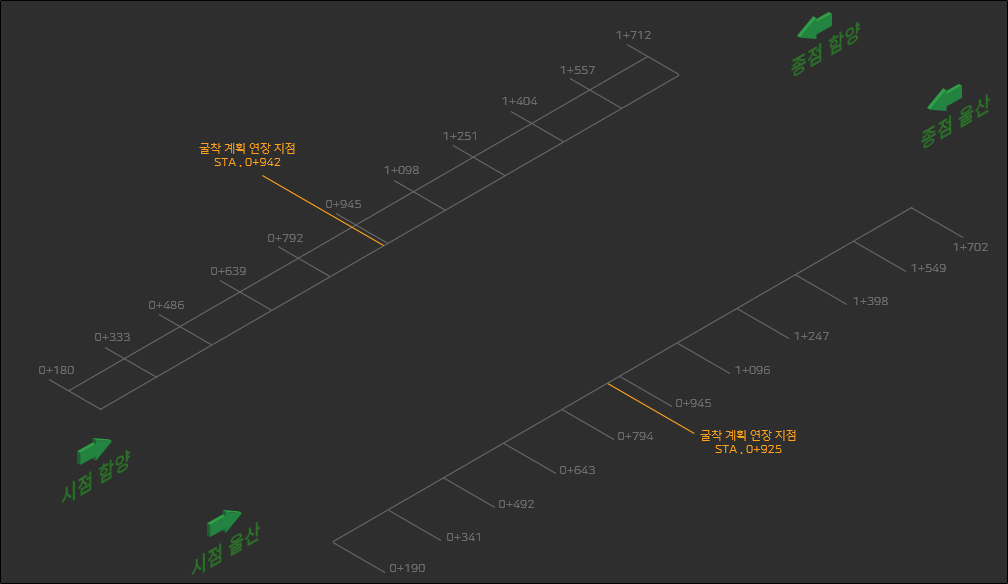 1+712
종점 함양
1+557
1+404
종점 울산
1+251
굴착 계획 연장 지점
STA . 0+942
1+098
0+945
0+792
0+639
0+486
0+333
0+180
시점 함양
시점 울산
1+702
1+549
1+398
1+247
1+096
0+945
굴착 계획 연장 지점
STA . 0+925
0+794
0+643
0+492
0+341
0+190